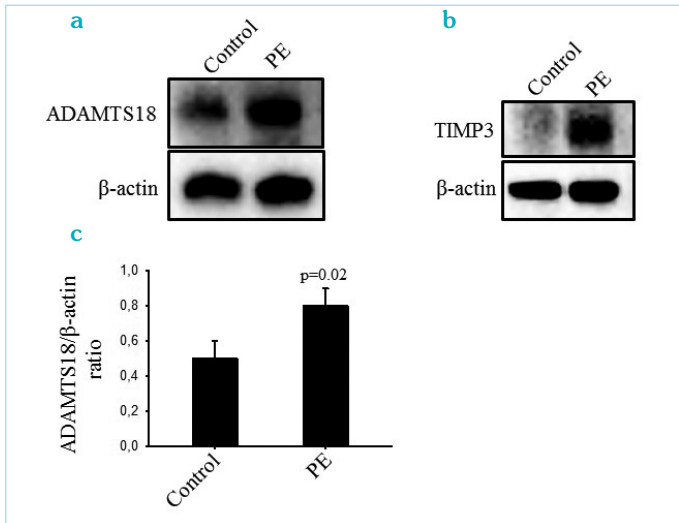 a
Control
PE
ADAMTS18
β-actin
b
Control
PE
TIMP3
β-actin
c
ADAMTS18/β-actin
ratio
1,0
0,8
0,6
0,4
0,2
0,0
p=0.02
Control
PE